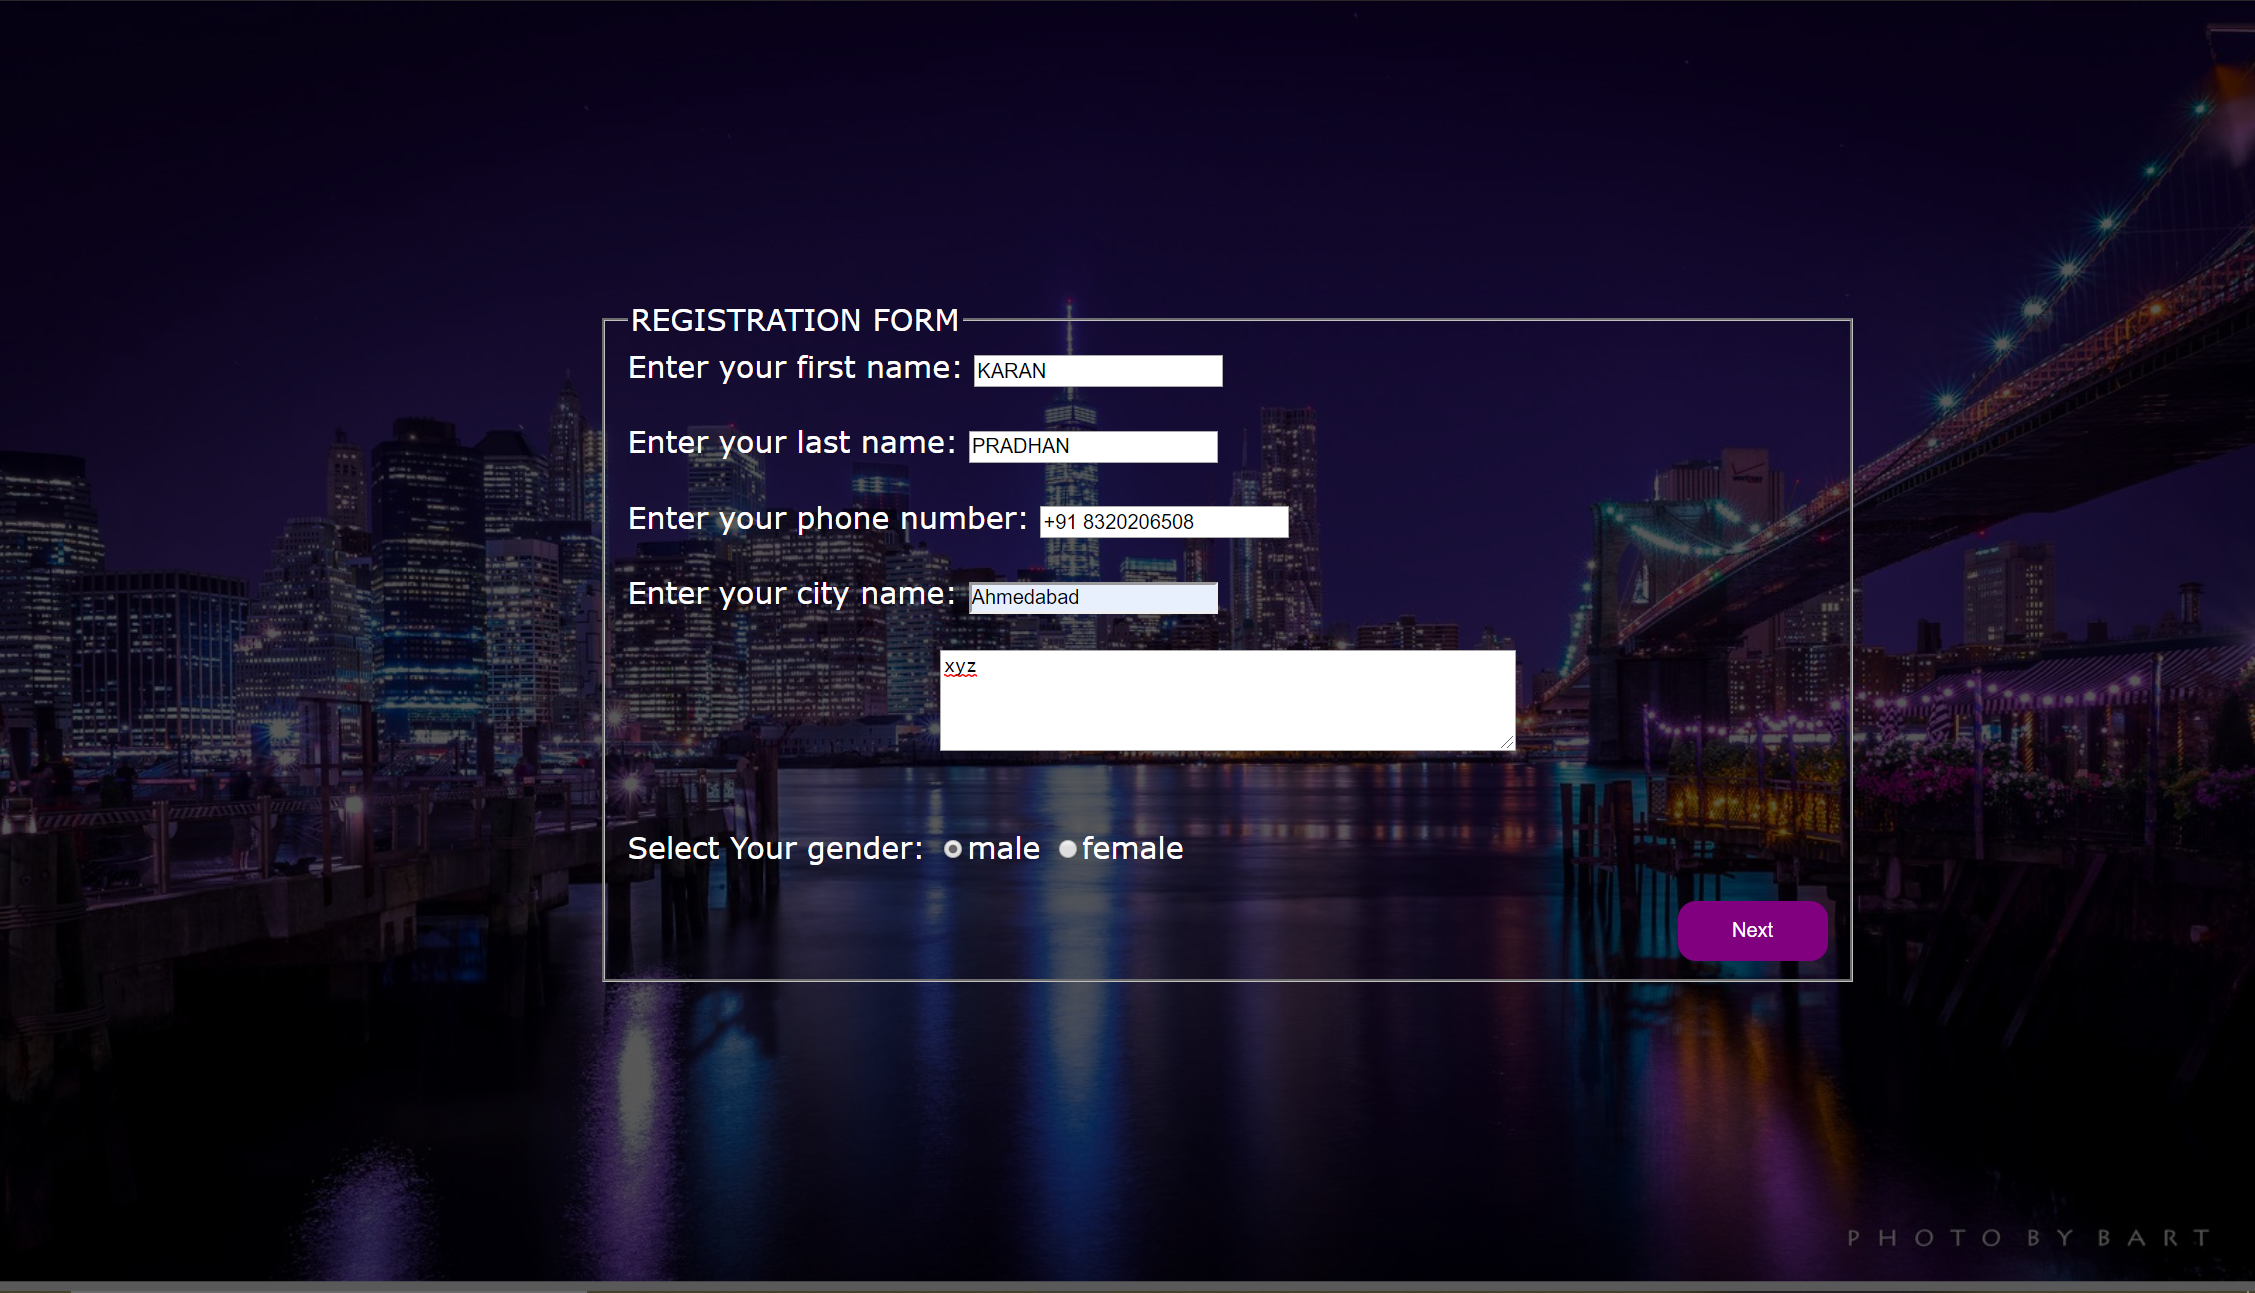 REGISTRATION FORM
Enter your first name: KARAN
Enter your last name: PRADHAN
Enter your phone number: +91 8320206508
Enter your city name: Ahmedabad
xyz
Select Your gender: male female
Next
PHOTO BY BART